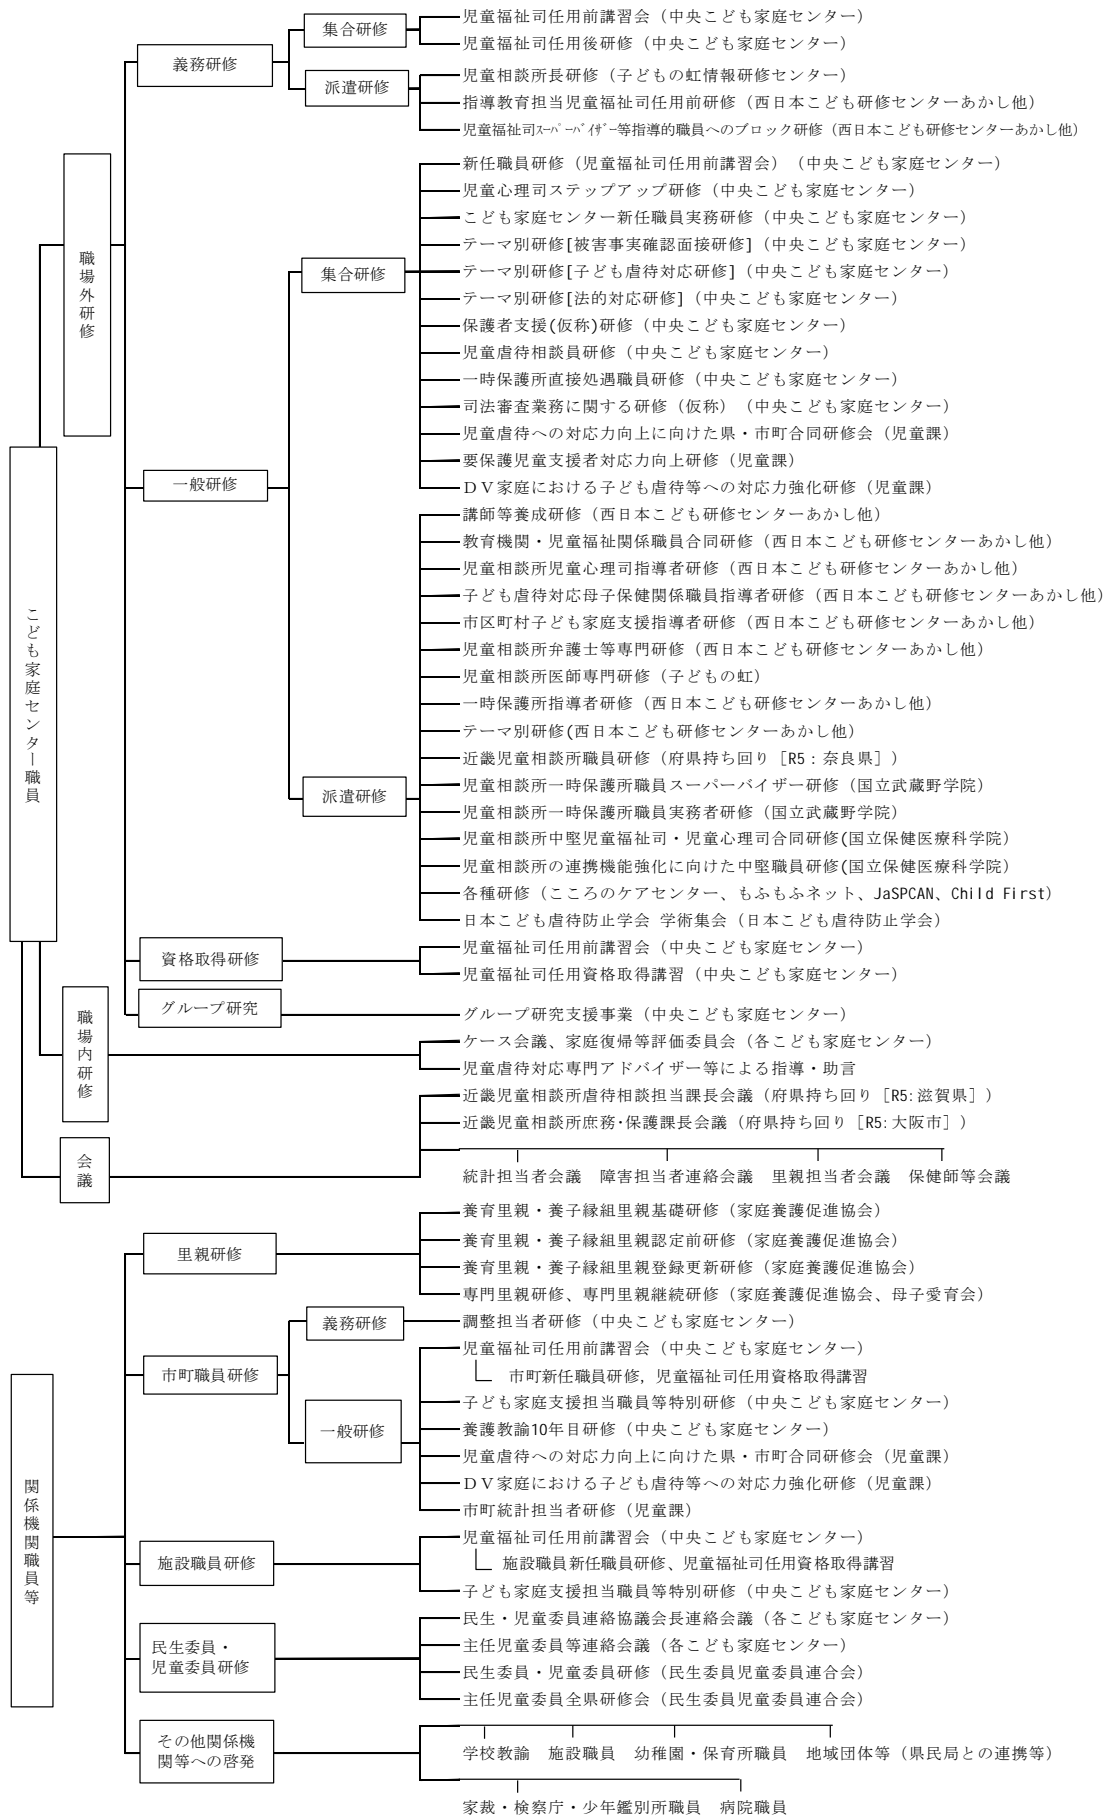 こども家庭センター職員
職場外研修
義務研修
集合研修
児童福祉司任用前講習会（中央こども家庭センター）
児童福祉司任用後研修（中央こども家庭センター）
派遣研修
児童相談所長研修（子どもの虹情報研修センター）
指導教育担当児童福祉司任用前研修（西日本こども研修センターあかし他）
児童福祉司ｽｰﾊﾟｰﾊﾞｲｻﾞｰ等指導的職員へのブロック研修（西日本こども研修センターあかし他）
一般研修
集合研修
新任職員研修（児童福祉司任用前講習会）（中央こども家庭センター）
児童心理司ステップアップ研修（中央こども家庭センター）
こども家庭センター新任職員実務研修（中央こども家庭センター）
テーマ別研修[被害事実確認面接研修]（中央こども家庭センター）
テーマ別研修[子ども虐待対応研修]（中央こども家庭センター）
テーマ別研修[法的対応研修]（中央こども家庭センター）
保護者支援(仮称)研修（中央こども家庭センター）
児童虐待相談員研修（中央こども家庭センター）
一時保護所直接処遇職員研修（中央こども家庭センター）
司法審査業務に関する研修（仮称）（中央こども家庭センター）
児童虐待への対応力向上に向けた県・市町合同研修会（児童課）
要保護児童支援者対応力向上研修（児童課）
ＤＶ家庭における子ども虐待等への対応力強化研修（児童課）
派遣研修
講師等養成研修（西日本こども研修センターあかし他）
教育機関・児童福祉関係職員合同研修（西日本こども研修センターあかし他）
児童相談所児童心理司指導者研修（西日本こども研修センターあかし他）
子ども虐待対応母子保健関係職員指導者研修（西日本こども研修センターあかし他）
市区町村子ども家庭支援指導者研修（西日本こども研修センターあかし他）
児童相談所弁護士等専門研修（西日本こども研修センターあかし他）
児童相談所医師専門研修（子どもの虹）
一時保護所指導者研修（西日本こども研修センターあかし他）
テーマ別研修(西日本こども研修センターあかし他）
近畿児童相談所職員研修（府県持ち回り［R5：奈良県］）
児童相談所一時保護所職員スーパーバイザー研修（国立武蔵野学院）
児童相談所一時保護所職員実務者研修（国立武蔵野学院）
児童相談所中堅児童福祉司・児童心理司合同研修(国立保健医療科学院）
児童相談所の連携機能強化に向けた中堅職員研修(国立保健医療科学院）
各種研修（こころのケアセンター、もふもふネット、JaSPCAN、Child First）
日本こども虐待防止学会 学術集会（日本こども虐待防止学会）
資格取得研修
児童福祉司任用前講習会（中央こども家庭センター）
児童福祉司任用資格取得講習（中央こども家庭センター）
グループ研究
グループ研究支援事業（中央こども家庭センター）
職場内研修
ケース会議、家庭復帰等評価委員会（各こども家庭センター）
児童虐待対応専門アドバイザー等による指導・助言
会議
近畿児童相談所虐待相談担当課長会議（府県持ち回り［R5:滋賀県］）
近畿児童相談所庶務・保護課長会議（府県持ち回り［R5:大阪市］）
統計担当者会議　障害担当者連絡会議　里親担当者会議　保健師等会議
関係機関職員等
里親研修
養育里親・養子縁組里親基礎研修（家庭養護促進協会）
養育里親・養子縁組里親認定前研修（家庭養護促進協会）
養育里親・養子縁組里親登録更新研修（家庭養護促進協会）
専門里親研修、専門里親継続研修（家庭養護促進協会、母子愛育会）
市町職員研修
義務研修
調整担当者研修（中央こども家庭センター）
一般研修
児童福祉司任用前講習会（中央こども家庭センター）
市町新任職員研修，児童福祉司任用資格取得講習
子ども家庭支援担当職員等特別研修（中央こども家庭センター）
養護教諭10年目研修（中央こども家庭センター）
児童虐待への対応力向上に向けた県・市町合同研修会（児童課）
ＤＶ家庭における子ども虐待等への対応力強化研修（児童課）
市町統計担当者研修（児童課）
施設職員研修
児童福祉司任用前講習会（中央こども家庭センター）
施設職員新任職員研修、児童福祉司任用資格取得講習
子ども家庭支援担当職員等特別研修（中央こども家庭センター）
民生委員・
児童委員研修
民生・児童委員連絡協議会長連絡会議（各こども家庭センター）
主任児童委員等連絡会議（各こども家庭センター）
民生委員・児童委員研修（民生委員児童委員連合会）
主任児童委員全県研修会（民生委員児童委員連合会）
その他関係機
関等への啓発
学校教諭　施設職員　幼稚園・保育所職員　地域団体等（県民局との連携等）
家裁・検察庁・少年鑑別所職員　病院職員